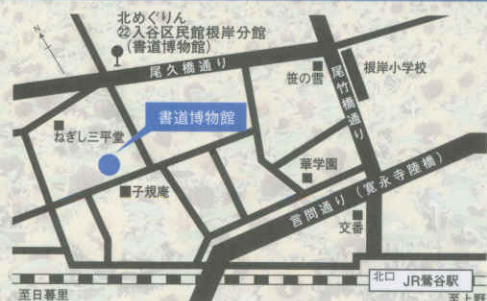 北めぐりん
㉒入谷区民館根岸分館
(書道博物館)
尾久橋通り
笹の雪
尾竹橋通り
根岸小学校
書道博物館
ねぎし三平堂
子規庵
華学園
言問通り(寛永寺陸橋)
交番
北口
JR鶯谷駅
至日暮里
至上野
N